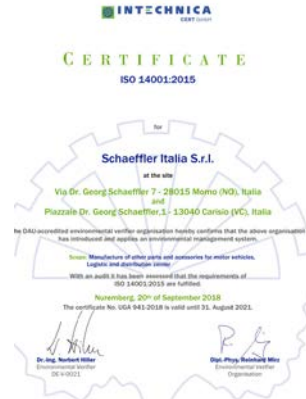 INTECHNICA
CERT GmbH
CERTIFICATE
ISO 14001:2015
for
Schaeffler Italia S.r.l.
at the site
Via Dr. Georg Schaeffler 7 - 28015 Momo (NO), Italia
and
Piazzale Dr. Georg Schaeffler,1 - 13040 Carisio (VC), Italia
he DAU-accredited environmental verifier organisation hereby confirms that the above organisation
has introduced and applies an environmental management system.
Scope: Manufacture of other parts and accessories for motor vehicles,
Logistic and distribution center
With an audit it has been assessed that the requirements of
ISO 14001:2015 are fulfilled.
Nuremberg, 20th of September 2018
The certificate No. UGA 941-2018 is valid until 31. August 2021.
Dr.-Ing. Norbert Hiller
Environmental Verifier
DE-V-0021
Dipl.-Phys. Reinhard Mirz
Environmental Verifier
Organisation